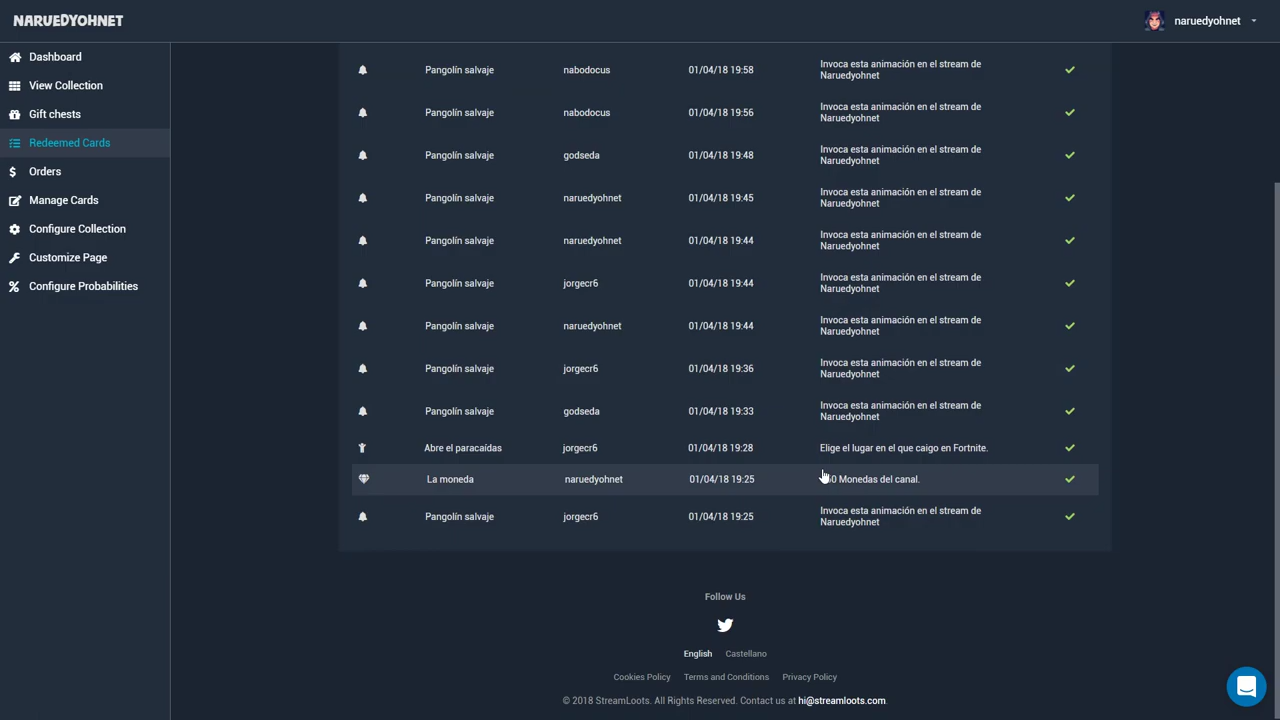 NARUEDYOHNET
naruedyohnet
Dashboard
View Collection
Gift chests
Redeemed Cards
Orders
Manage Cards
Configure Collection
Customize Page
Configure Probabilities
Pangolín salvaje nabodocus 01/04/18 19:58 Invoca esta animación en el stream de
Naruedyohnet
Pangolín salvaje nabodocus 01/04/18 19:56 Invoca esta animación en el stream de
Naruedyohnet
Pangolín salvaje godseda 01/04/18 19:48 Invoca esta animación en el stream de
Naruedyohnet
Pangolín salvaje naruedyohnet 01/04/18 19:45 Invoca esta animación en el stream de
Naruedyohnet
Pangolín salvaje naruedyohnet 01/04/18 19:44 Invoca esta animación en el stream de
Naruedyohnet
Pangolín salvaje jorgecr6 01/04/18 19:44 Invoca esta animación en el stream de
Naruedyohnet
Pangolín salvaje naruedyohnet 01/04/18 19:44 Invoca esta animación en el stream de
Naruedyohnet
Pangolín salvaje jorgecr6 01/04/18 19:36 Invoca esta animación en el stream de
Naruedyohnet
Pangolín salvaje godseda 01/04/18 19:33 Invoca esta animación en el stream de
Naruedyohnet
Abre el paracaídas jorgecr6 01/04/18 19:28 Elige el lugar en el que caigo en Fortnite.
La moneda naruedyohnet 01/04/18 19:25 Monedas del canal.
Pangolín salvaje jorgecr6 01/04/18 19:25 Invoca esta animación en el stream de
Naruedyohnet
Follow Us
English Castellano
Cookies Policy Terms and Conditions Privacy Policy
© 2018 StreamLoots. All Rights Reserved. Contact us at hi@streamloots.com